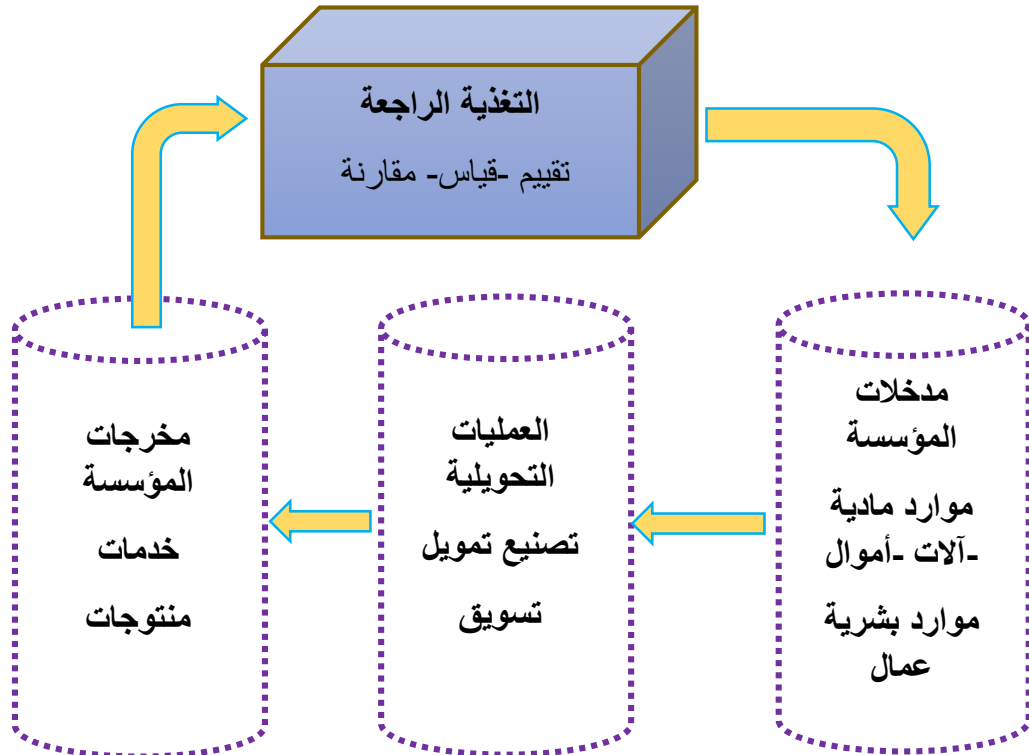 التغذية الراجعة
تقييم -قياس- مقارنة
مدخلات
المؤسسة
موارد مادية
-آلات -أموال
موارد بشرية
عمال
العمليات
التحويلية
تصنيع تمويل
تسويق
مخرجات
المؤسسة
خدمات
منتوجات